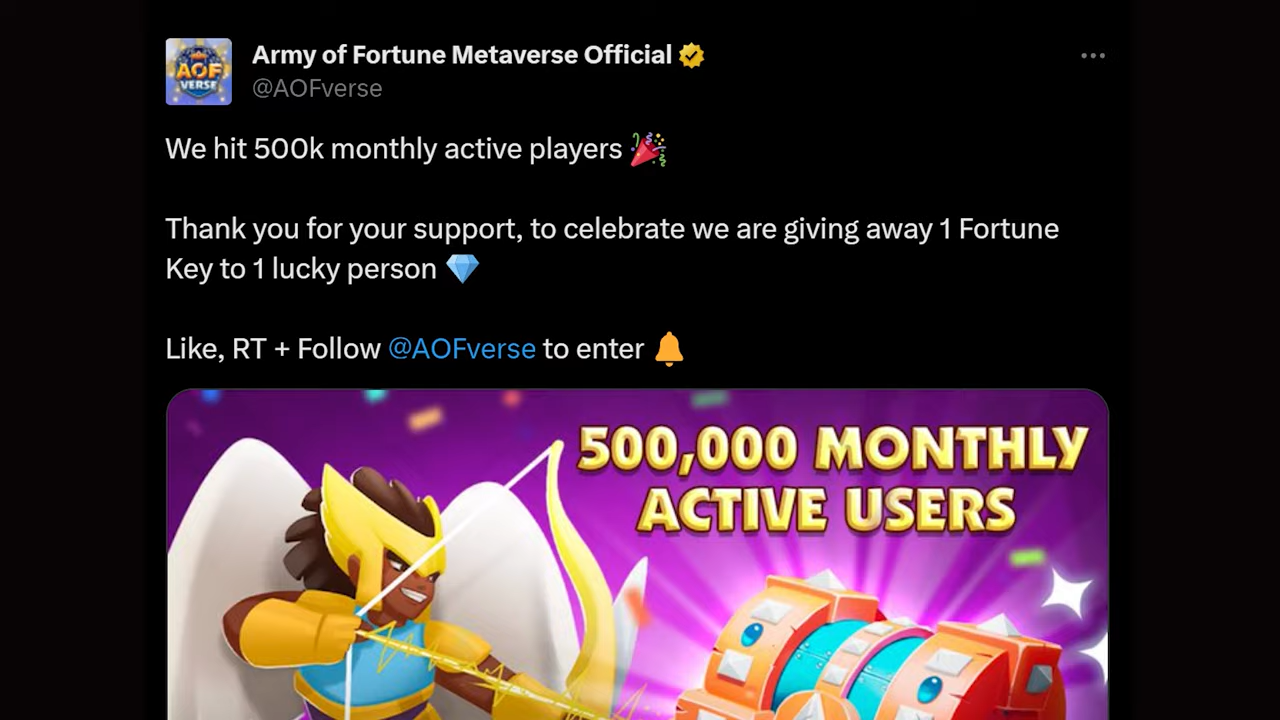 AOF
VERSE
Army of Fortune Metaverse Official
@AOFverse
We hit 500k monthly active players 🎉
Thank you for your support, to celebrate we are giving away 1 Fortune
Key to 1 lucky person 💎
Like, RT + Follow @AOFverse to enter 🔔
500,000 MONTHLY
ACTIVE USERS